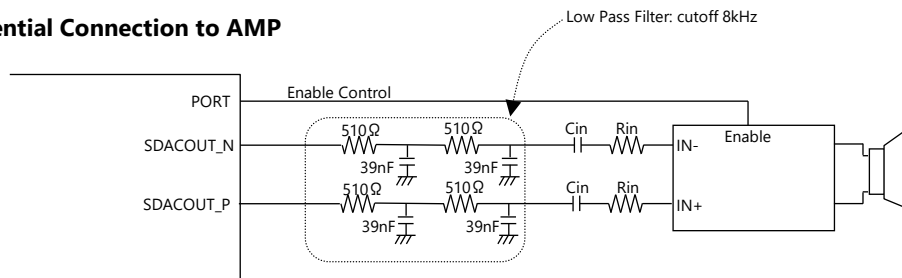 ential Connection to AMP
Low Pass Filter: cutoff 8kHz
PORT
Enable Control
SDACOUT_N
510Ω
510Ω
Cin
Rin
IN-
Enable
39nF
39nF
SDACOUT_P
510Ω
510Ω
Cin
Rin
IN+
39nF
39nF